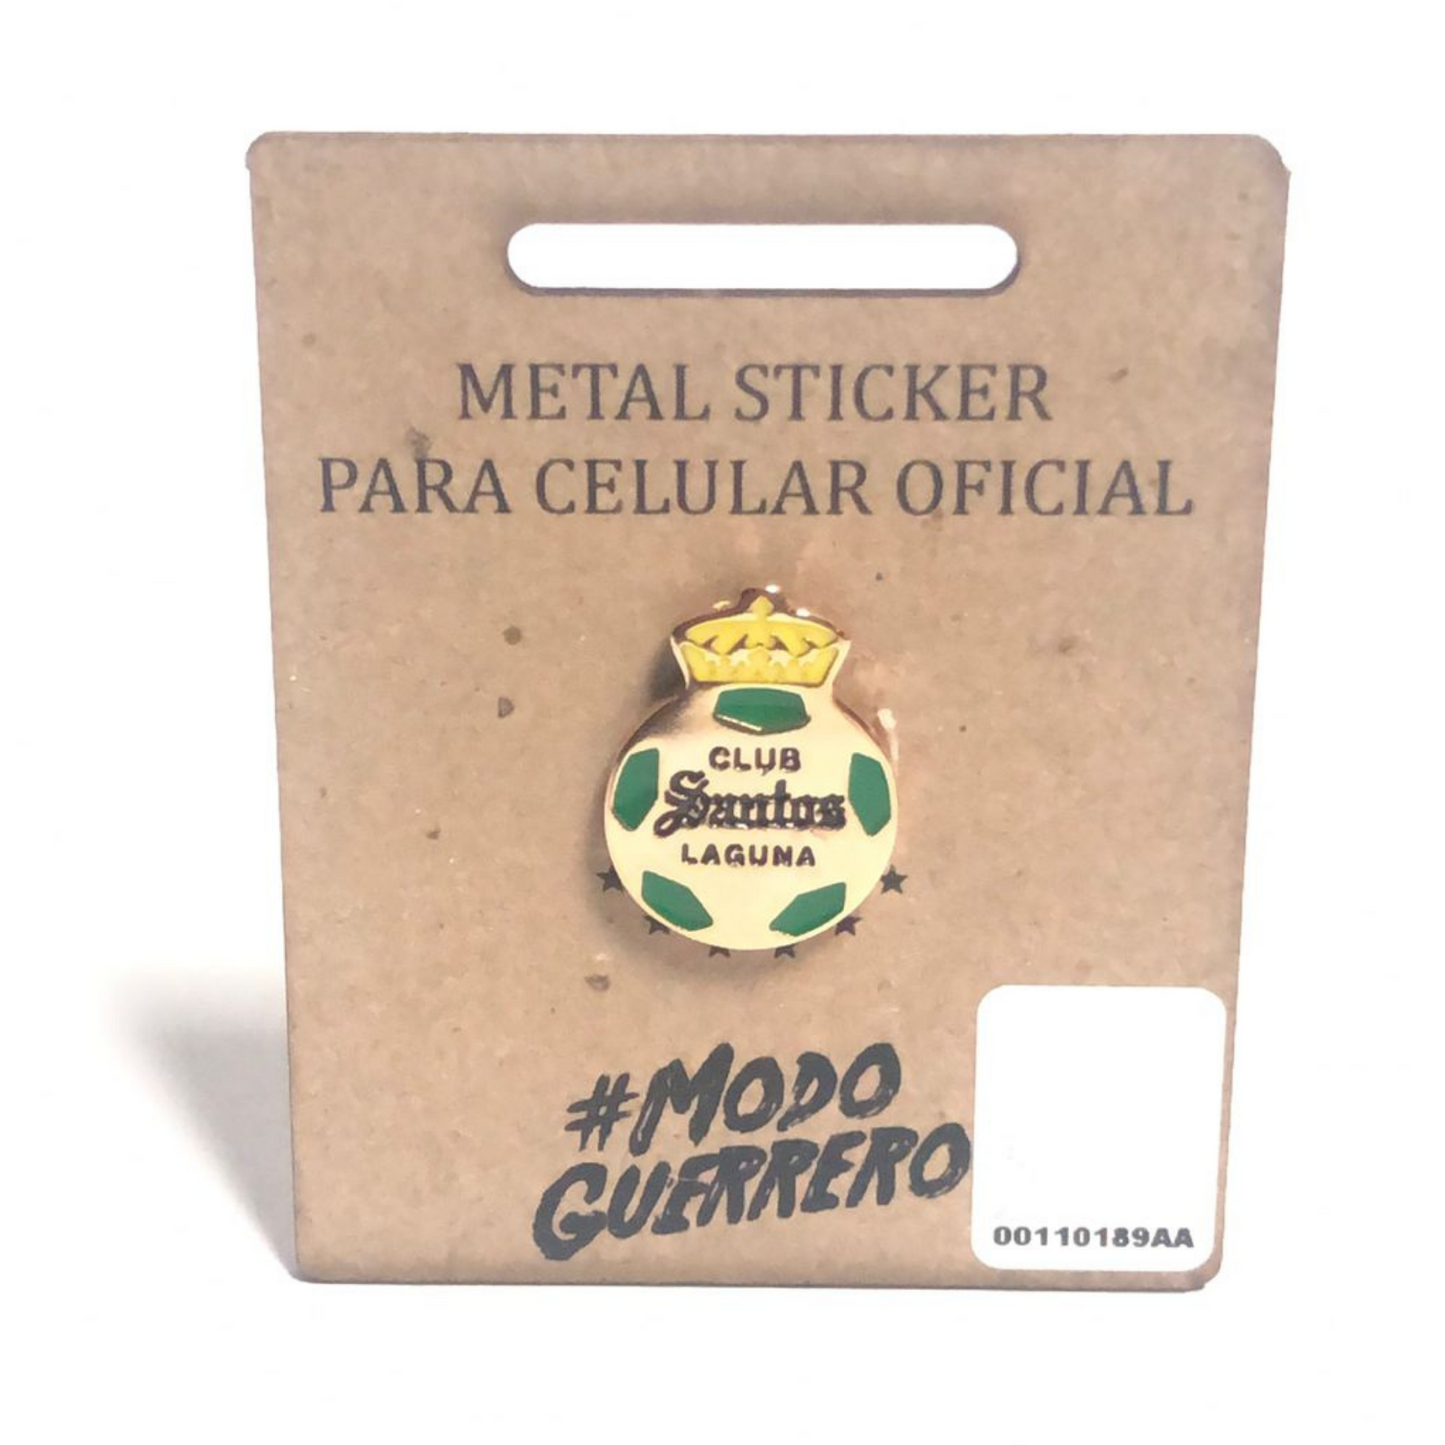 METAL STICKER
PARA CELULAR OFICIAL
CLUB
Santos
LAGUNA
#MODO
GUERRERO
00110189AA